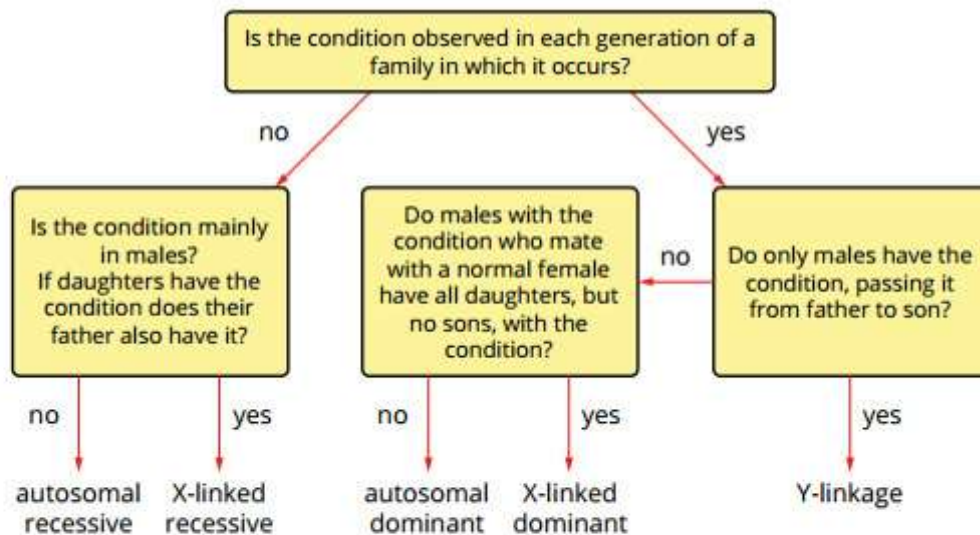 Is the condition observed in each generation of a
family in which it occurs?
no
yes
Is the condition mainly
in males?
If daughters have the
condition does their
father also have it?
Do males with the
condition who mate
with a normal female
have all daughters, but
no sons, with the
condition?
no
Do only males have the
condition, passing it
from father to son?
no
yes
no
yes
yes
autosomal
recessive
X-linked
recessive
autosomal
dominant
X-linked
dominant
Y-linkage